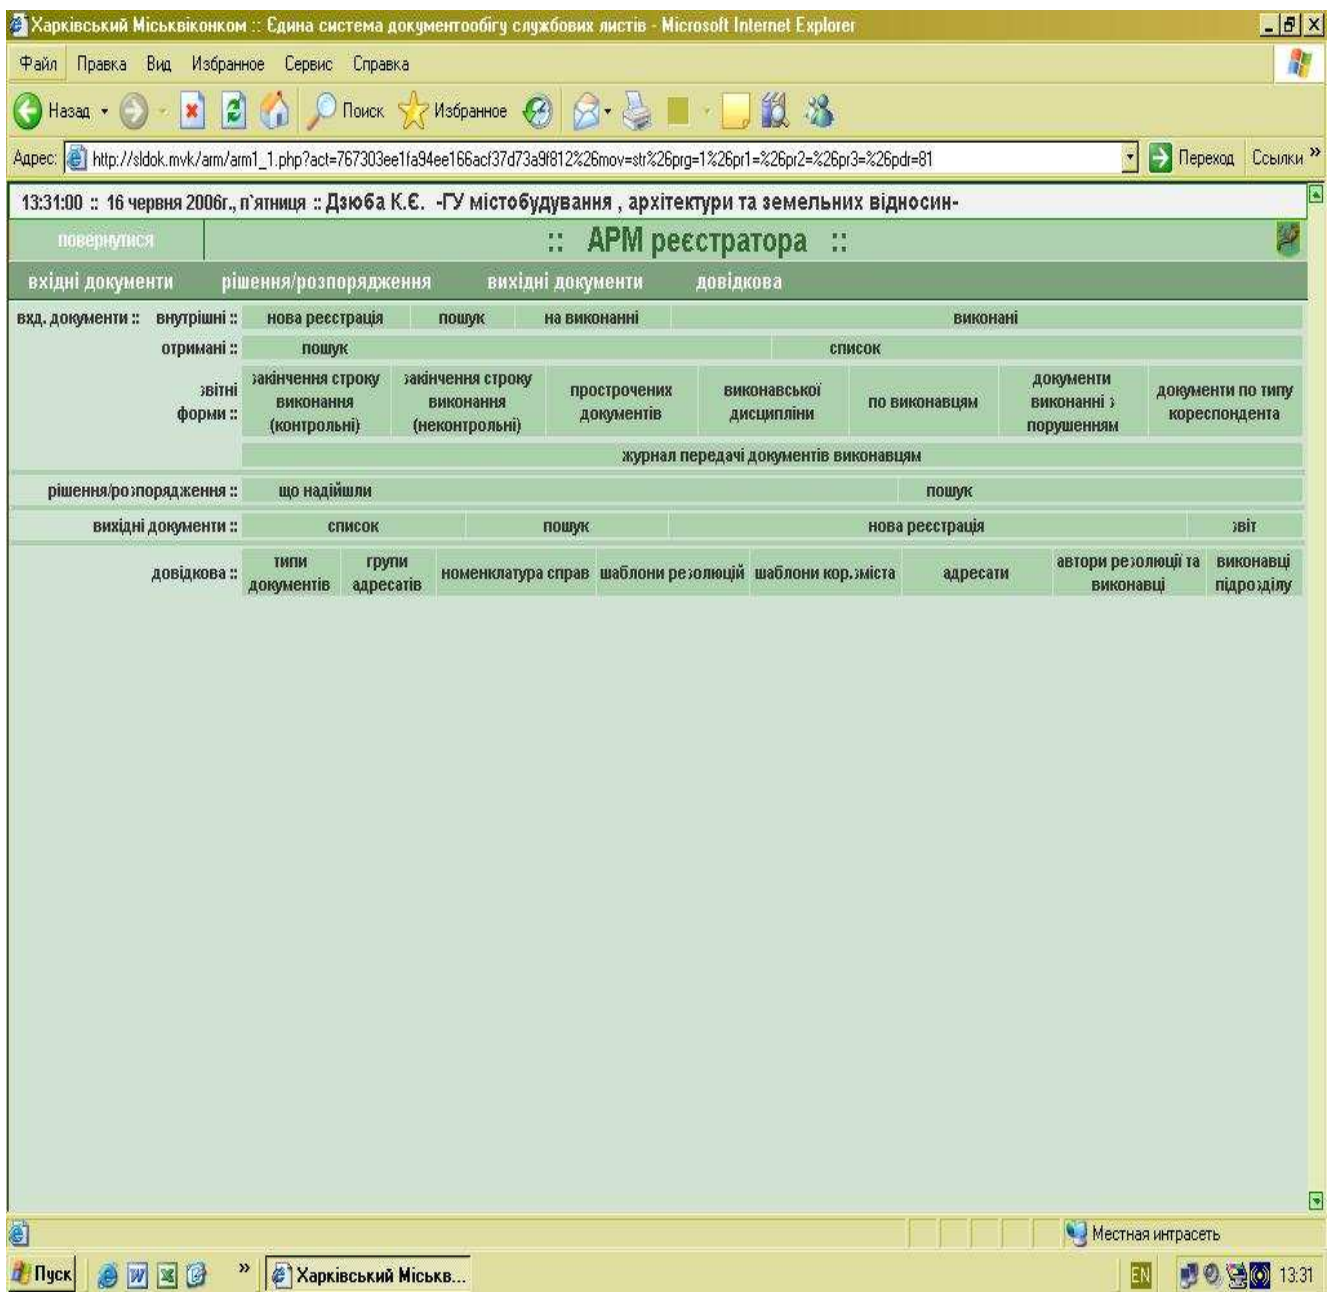 Харківський Міськвіконком :: Єдина система документообігу службових листів - Microsoft Internet Explorer
Файл Правка Вид Избранное Сервис Справка
Назад Поиск Избранное
Адрес: http://sldok.mvk/arm/arm1_1.php?act=767303ee1fa94ee166acf37d73a9f812%26mov=str%26prg=1%26pr1=%26pr2=%26pr3=%26pdr=81 Переход Ссылки »
13:31:00 :: 16 червня 2006г., п`ятниця :: Дзюба К.Є. -ГУ містобудування , архітектури та земельних відносин-
повернутися :: АРМ реєстратора ::
вхідні документи рішення/розпорядження вихідні документи довідкова
вхд. документи :: внутрішні :: нова реєстрація пошук на виконанні виконані
отримані :: пошук список
звітні форми :: закінчення строку виконання (контрольні) закінчення строку виконання (неконтрольні) прострочених документів виконавської дисципліни по виконавцям документи виконанні з порушенням документи по типу кореспондента
журнал передачі документів виконавцям
рішення/розпорядження :: що надійшли пошук
вихідні документи :: список пошук нова реєстрація звіт
довідкова :: типи документів групи адресатів номенклатура справ шаблони резолюцій шаблони кор.зміста адресати автори резолюції та виконавці виконавці підрозділу
Местная интрасеть
Пуск » Харківський Міськв... EN 13:31